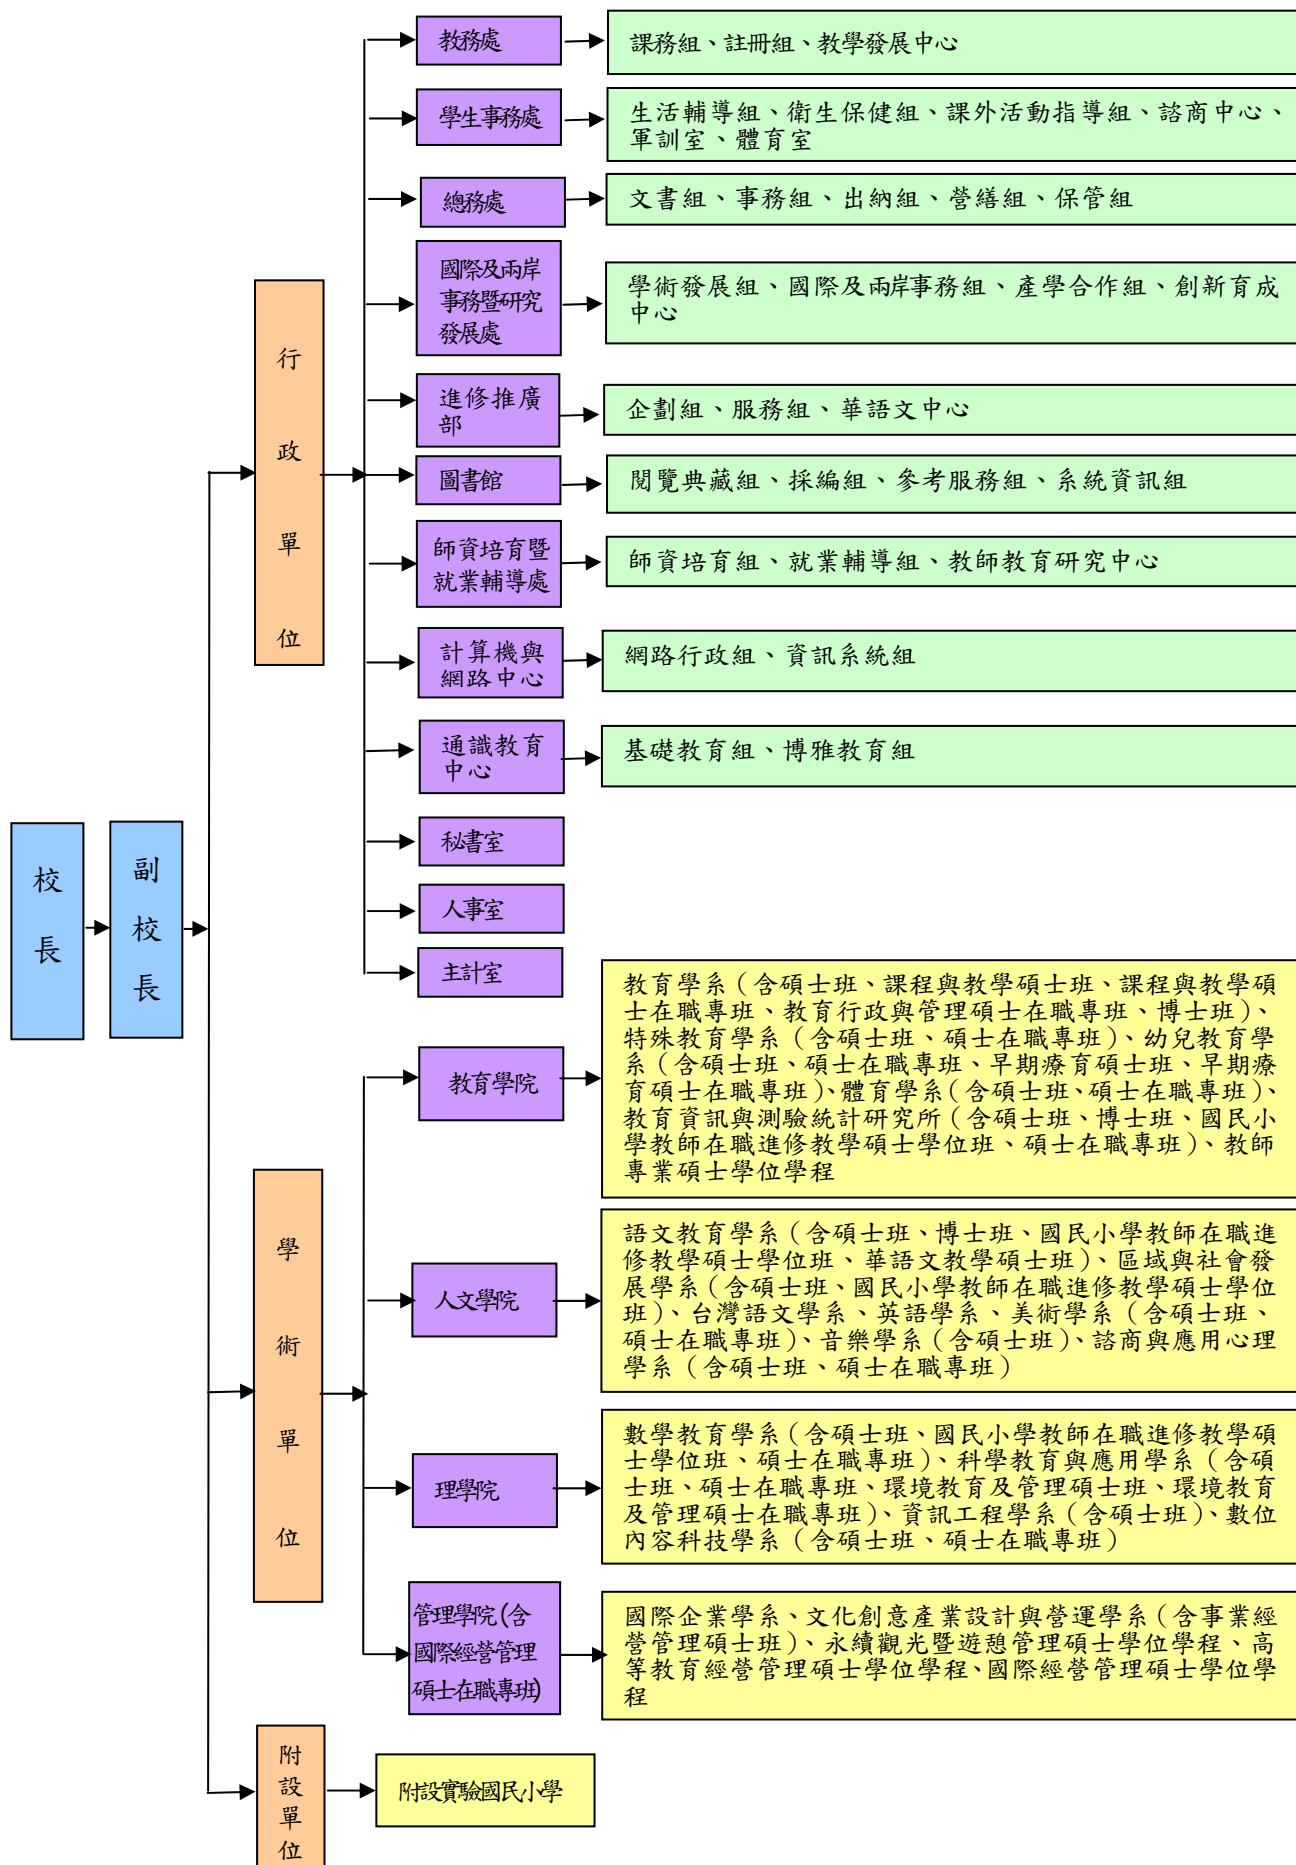 教務處
課務組、註冊組、教學發展中心
學生事務處
生活輔導組、衛生保健組、課外活動指導組、諮商中心、
軍訓室、體育室
總務處
文書組、事務組、出納組、營繕組、保管組
國際及兩岸
事務暨研究
發展處
學術發展組、國際及兩岸事務組、產學合作組、創新育成
中心
行政單位
進修推廣
部
企劃組、服務組、華語文中心
圖書館
閱覽典藏組、採編組、參考服務組、系統資訊組
師資培育暨
就業輔導處
師資培育組、就業輔導組、教師教育研究中心
計算機與
網路中心
網路行政組、資訊系統組
通識教育
中心
基礎教育組、博雅教育組
校長
副校長
秘書室
人事室
主計室
教育學院
教育學系（含碩士班、課程與教學碩士班、課程與教學碩
士在職專班、教育行政與管理碩士在職專班、博士班）、
特殊教育學系（含碩士班、碩士在職專班）、幼兒教育學
系（含碩士班、碩士在職專班、早期療育碩士班、早期療
育碩士在職專班）、體育學系（含碩士班、碩士在職專班）、
教育資訊與測驗統計研究所（含碩士班、博士班、國民小
學教師在職進修教學碩士學位班、碩士在職專班）、教師
專業碩士學位學程
學術單位
人文學院
語文教育學系（含碩士班、博士班、國民小學教師在職進
修教學碩士學位班、華語文教學碩士班）、區域與社會發
展學系（含碩士班、國民小學教師在職進修教學碩士學位
班）、台灣語文學系、英語學系、美術學系（含碩士班、
碩士在職專班）、音樂學系（含碩士班）、諮商與應用心理
學系（含碩士班、碩士在職專班）
理學院
數學教育學系（含碩士班、國民小學教師在職進修教學碩
士學位班、碩士在職專班）、科學教育與應用學系（含碩
士班、碩士在職專班、環境教育及管理碩士班、環境教育
及管理碩士在職專班）、資訊工程學系（含碩士班）、數位
內容科技學系（含碩士班、碩士在職專班）
管理學院(含
國際經營管理
碩士在職專班)
國際企業學系、文化創意產業設計與營運學系（含事業經
營管理碩士班）、永續觀光暨遊憩管理碩士學位學程、高
等教育經營管理碩士學位學程、國際經營管理碩士學位學
程
附設單位
附設實驗國民小學